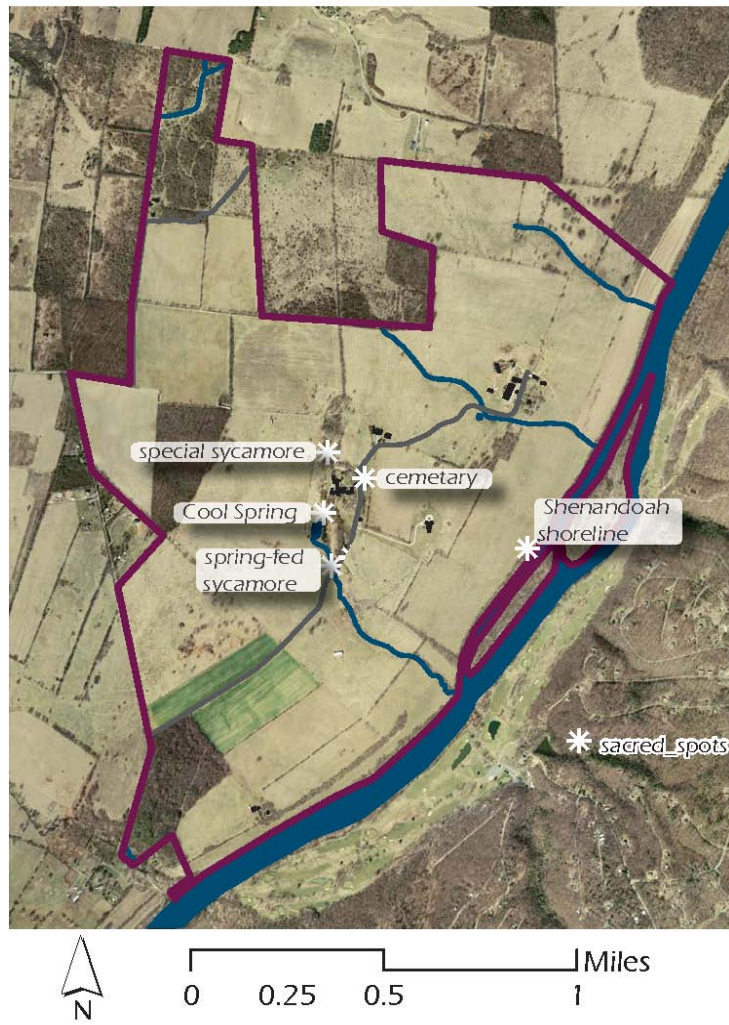 special sycamore
cemetary
Cool Spring
Shenandoah
shoreline
spring-fed
sycamore
sacred_spots
Miles
N
0 0.25 0.5 1